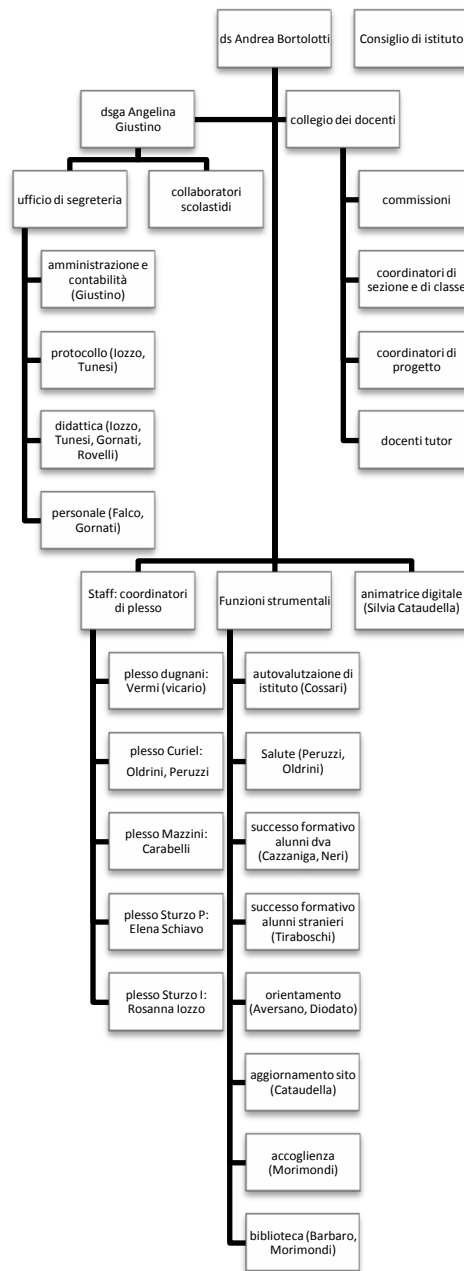 ds Andrea Bortolotti
Consiglio di istituto
dsga Angelina
Giustino
collegio dei docenti
ufficio di segreteria
collaboratori
scolastidi
commissioni
amministrazione e
contabilità
(Giustino)
coordinatori di
sezione e di classe
protocollo (Iozzo,
Tunesi)
coordinatori di
progetto
didattica (Iozzo,
Tunesi, Gornati,
Rovelli)
docenti tutor
personale (Falco,
Gornati)
Staff: coordinatori
di plesso
Funzioni strumentali
animatrice digitale
(Silvia Cataudella)
plesso dugnani:
Vermi (vicario)
autovalutzaione di
istituto (Cossari)
plesso Curiel:
Oldrini, Peruzzi
Salute (Peruzzi,
Oldrini)
plesso Mazzini:
Carabelli
successo formativo
alunni dva
(Cazzaniga, Neri)
plesso Sturzo P:
Elena Schiavo
successo formativo
alunni stranieri
(Tiraboschi)
plesso Sturzo I:
Rosanna Iozzo
orientamento
(Aversano, Diodato)
aggiornamento sito
(Cataudella)
accoglienza
(Morimondi)
biblioteca (Barbaro,
Morimondi)